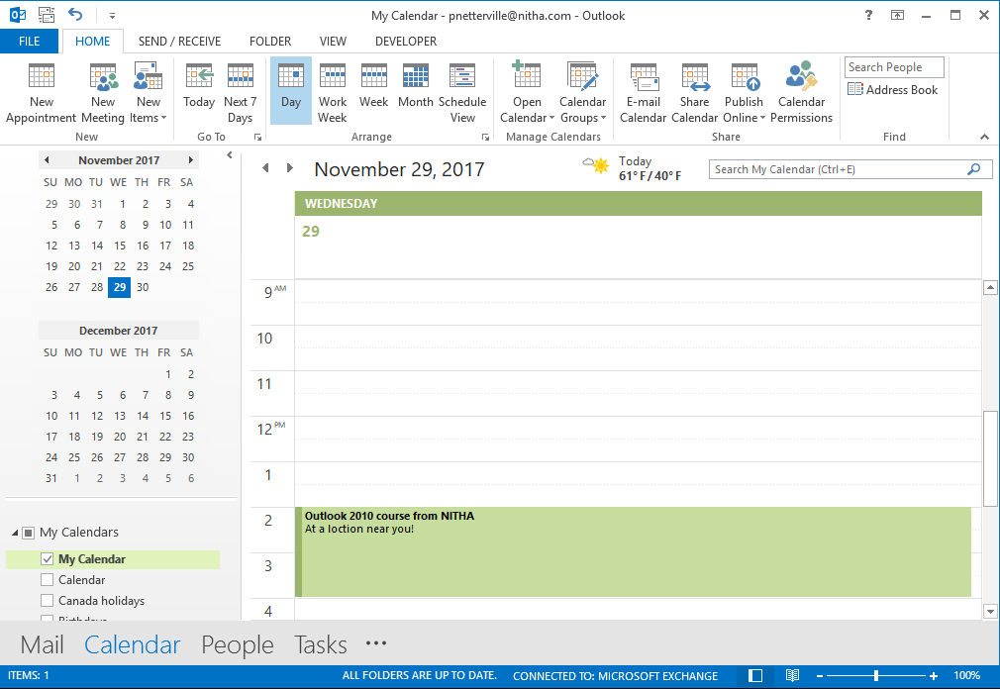 My Calendar - pnetterville@nitha.com - Outlook
?
FILE HOME SEND / RECEIVE FOLDER VIEW DEVELOPER
New Appointment
New Meeting
New Items
New
Today
Next 7 Days
Go To
Day
Work Week
Week
Month
Schedule View
Arrange
Open Calendar
Calendar Groups
Manage Calendars
E-mail Calendar
Share Calendar
Publish Online
Calendar Permissions
Share
Search People
Address Book
Find
November 2017
SU MO TU WE TH FR SA
29 30 31 1 2 3 4
5 6 7 8 9 10 11
12 13 14 15 16 17 18
19 20 21 22 23 24 25
26 27 28 29 30
December 2017
SU MO TU WE TH FR SA
1 2
3 4 5 6 7 8 9
10 11 12 13 14 15 16
17 18 19 20 21 22 23
24 25 26 27 28 29 30
31 1 2 3 4 5 6
My Calendars
My Calendar
Calendar
Canada holidays
Birthdays
November 29, 2017
Today
61° F / 40° F
Search My Calendar (Ctrl+E)
WEDNESDAY
29
9 AM
10
11
12 PM
1
2
Outlook 2010 course from NITHA
At a loction near you!
3
4
Mail Calendar People Tasks •••
ITEMS: 1
ALL FOLDERS ARE UP TO DATE.
CONNECTED TO: MICROSOFT EXCHANGE
100%